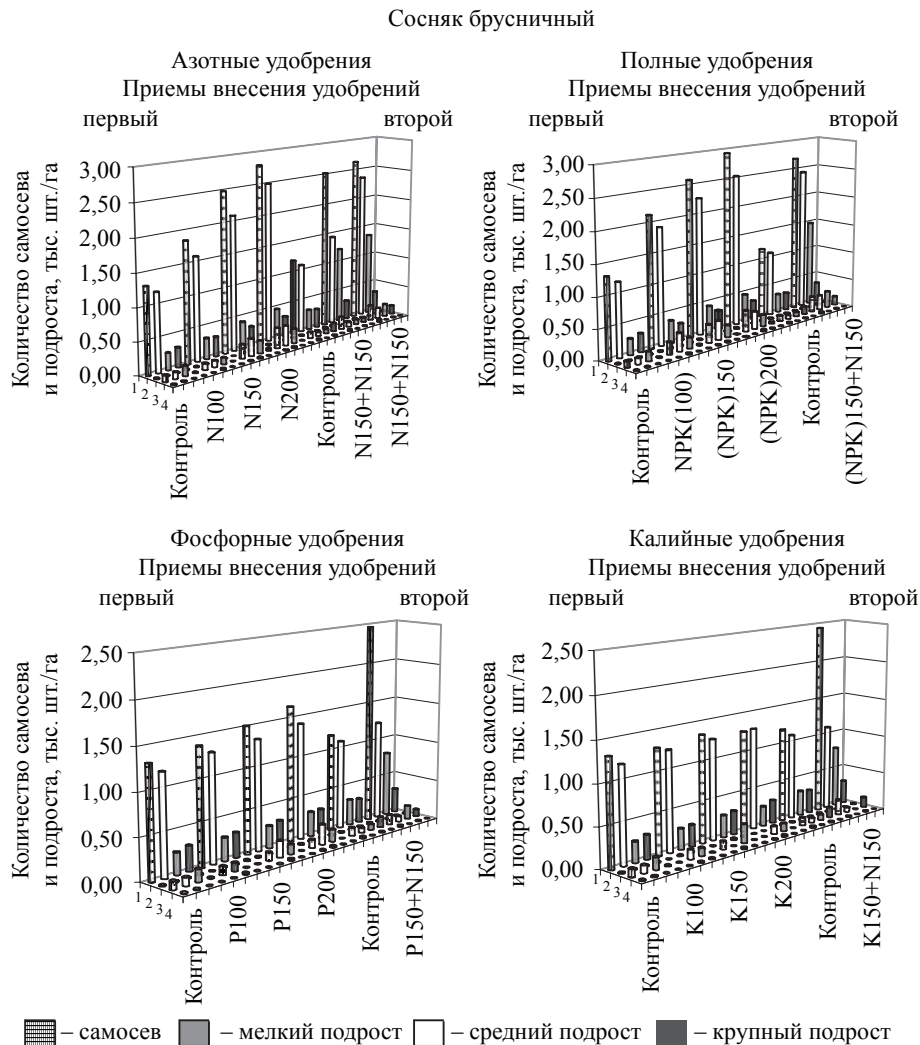 Сосняк брусничный
Азотные удобрения
Приемы внесения удобрений
первый
второй
Количество самосева
и подроста, тыс. шт./га
3,00
2,50
2,00
1,50
1,00
0,50
0,00
1
2
3
4
Контроль
N100
N150
N200
Контроль
N150+N150
N150+N150
Полные удобрения
Приемы внесения удобрений
первый
второй
Количество самосева
и подроста, тыс. шт./га
3,00
2,50
2,00
1,50
1,00
0,50
0,00
1
2
3
4
Контроль
NPK(100)
(NPK)150
(NPK)200
Контроль
(NPK)150+N150
Фосфорные удобрения
Приемы внесения удобрений
первый
второй
Количество самосева
и подроста, тыс. шт./га
2,50
2,00
1,50
1,00
0,50
0,00
1
2
3
4
Контроль
P100
P150
P200
Контроль
P150+N150
Калийные удобрения
Приемы внесения удобрений
первый
второй
Количество самосева
и подроста, тыс. шт./га
2,50
2,00
1,50
1,00
0,50
0,00
1
2
3
4
Контроль
K100
K150
K200
Контроль
K150+N150
– самосев – мелкий подрост – средний подрост – крупный подрост